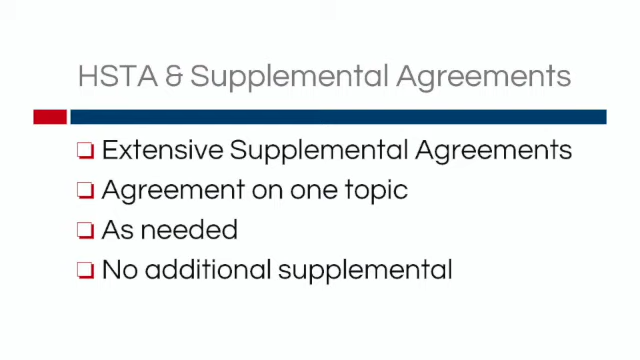 HSTA & Supplemental Agreements
❏ Extensive Supplemental Agreements
❏ Agreement on one topic
❏ As needed
❏ No additional supplemental